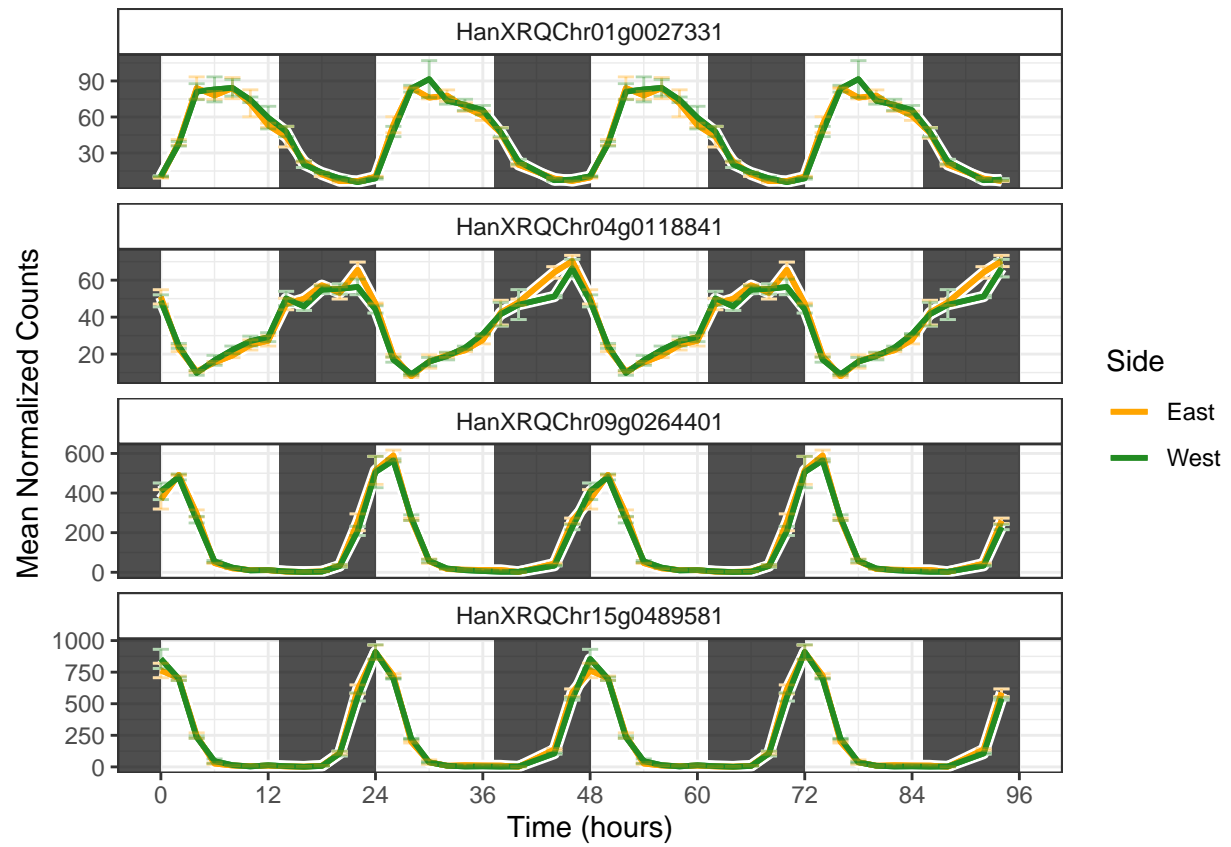 HanXRQChr01g0027331
90
60
30
HanXRQChr04g0118841
60
40
20
HanXRQChr09g0264401
600
400
200
0
HanXRQChr15g0489581
1000
750
500
250
0
0 12 24 36 48 60 72 84 96
Time (hours)
Mean Normalized Counts
Side
East
West